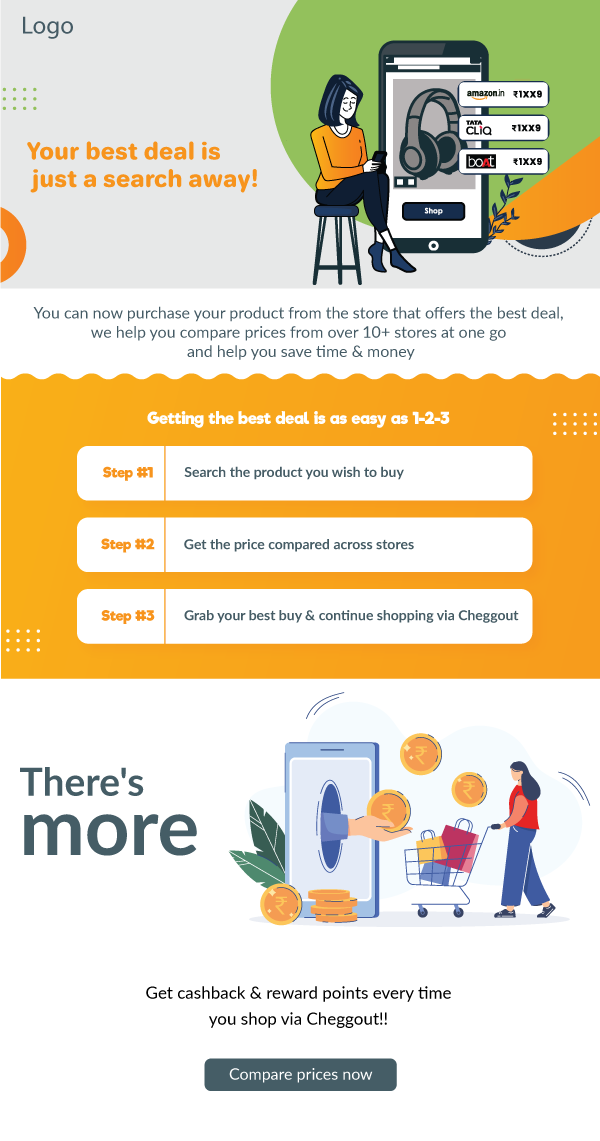 Logo
Your best deal is
just a search away!
amazon.in ₹1XX9
TATA
CLiQ ₹1XX9
boAt ₹1XX9
Shop
You can now purchase your product from the store that offers the best deal,
we help you compare prices from over 10+ stores at one go
and help you save time & money
Getting the best deal is as easy as 1-2-3
Step #1 Search the product you wish to buy
Step #2 Get the price compared across stores
Step #3 Grab your best buy & continue shopping via Cheggout
There's
more
₹
₹
₹
₹
₹
Get cashback & reward points every time
you shop via Cheggout!!
Compare prices now